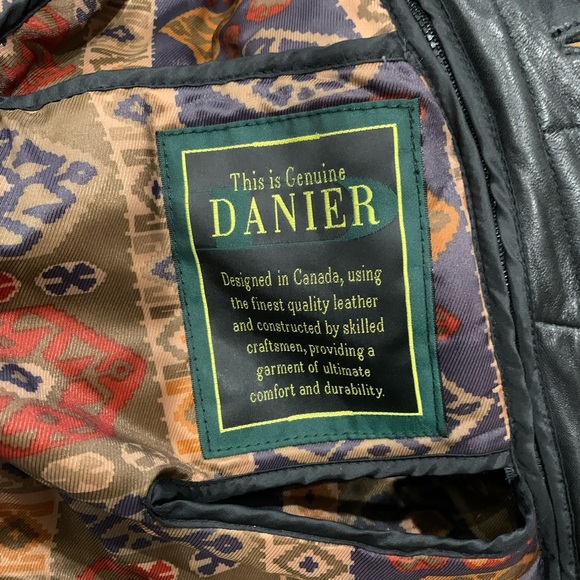 This is Genuine
DANIER
Designed in Canada, using
the finest quality leather
and constructed by skilled
craftsmen, providing a
garment of ultimate
comfort and durability.